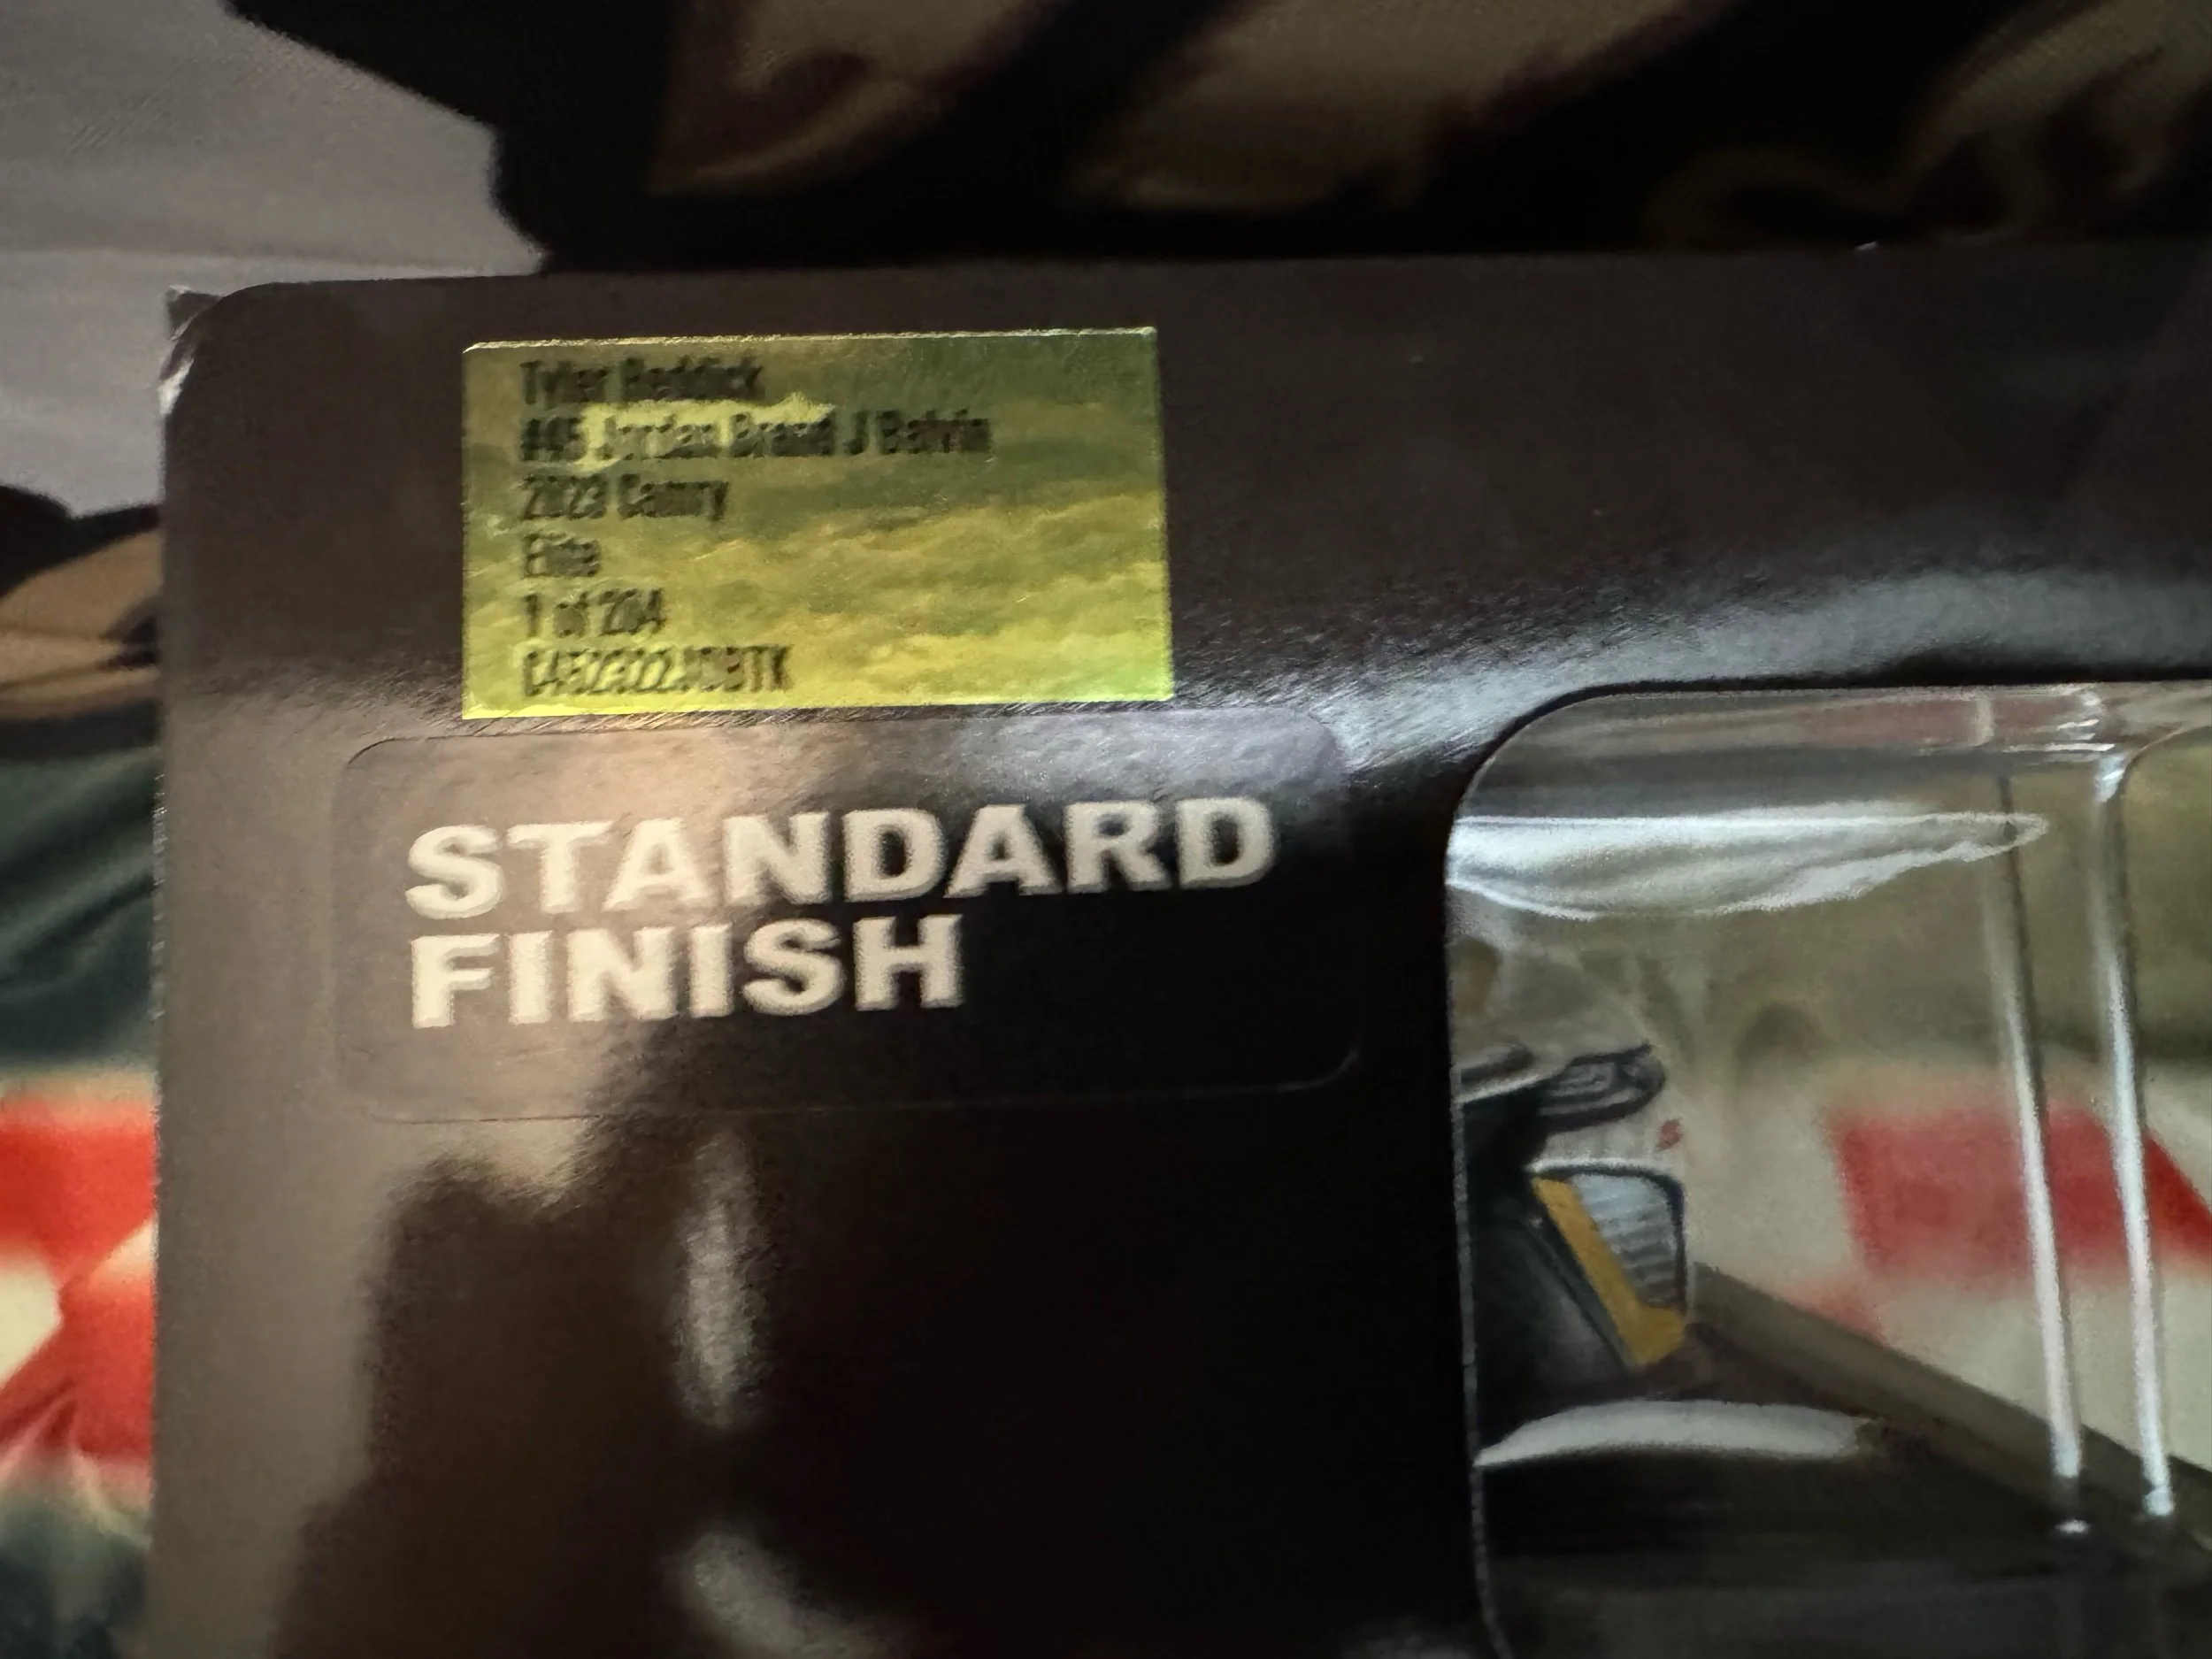 Tyler Reddick
#45 Jordan Brand J Balvin
2023 Camry
Elite
1 of 204
STANDARD
FINISH